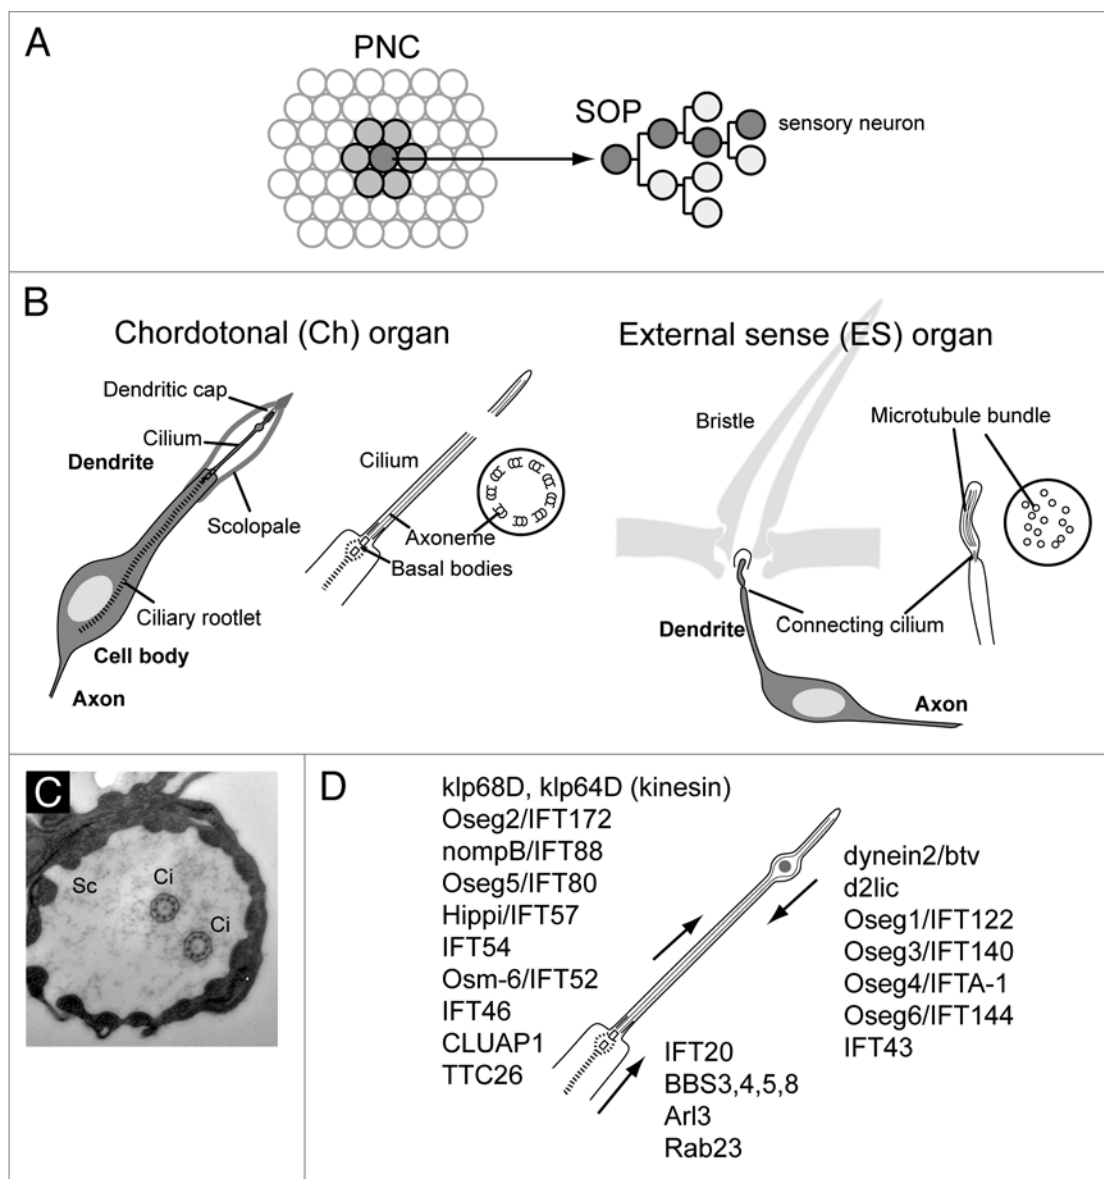 A
PNC
SOP
sensory neuron
B
Chordotonal (Ch) organ
Dendritic cap
Cilium
Dendrite
Scolopale
Ciliary rootlet
Cell body
Axon
Cilium
Axoneme
Basal bodies
External sense (ES) organ
Bristle
Microtubule bundle
Dendrite
Connecting cilium
Axon
C
Sc
Ci
Ci
D
klp68D, klp64D (kinesin)
Oseg2/IFT172
nompB/IFT88
Oseg5/IFT80
Hippi/IFT57
IFT54
Osm-6/IFT52
IFT46
CLUAP1
TTC26
IFT20
BBS3,4,5,8
Arl3
Rab23
dynein2/btv
d2lic
Oseg1/IFT122
Oseg3/IFT140
Oseg4/IFTA-1
Oseg6/IFT144
IFT43